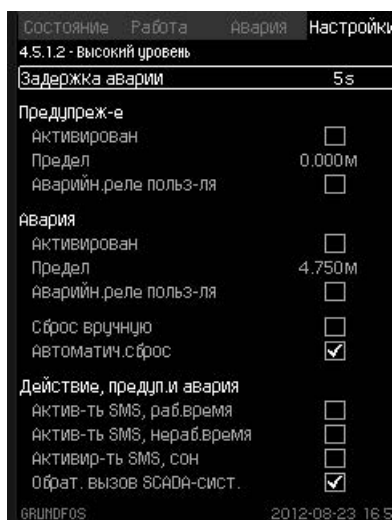 Состояние Работа Авария Настройки
4.5.1.2 - Высокий уровень
Задержка аварии 5s
Предупреж-е
Активирован
Предел 0.000м
Аварийн.реле польз-ля
Авария
Активирован
Предел 4.750м
Аварийн.реле польз-ля
Сброс вручную
Автоматич.сброс
Действие, предуп.и авария
Актив-ть SMS, раб.время
Актив-ть SMS, нераб.время
Активир-ть SMS, сон
Обрат. вызов SCADA-сист.
GRUNDFOS 2012-08-23 16:5